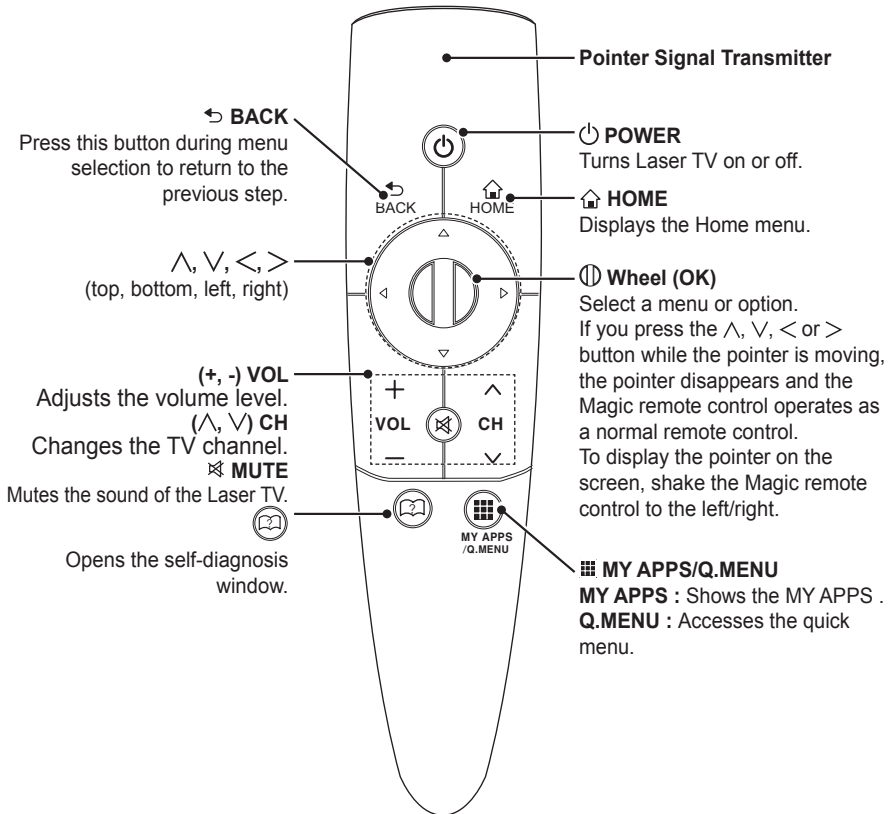 Pointer Signal Transmitter
BACK
Press this button during menu
selection to return to the
previous step.
∧, ∨, <, >
(top, bottom, left, right)
(+, -) VOL
Adjusts the volume level.
(∧, ∨) CH
Changes the TV channel.
MUTE
Mutes the sound of the Laser TV.
?
Opens the self-diagnosis
window.
BACK
HOME
+ ∧
VOL CH
− ∨
?
MY APPS
/Q.MENU
POWER
Turns Laser TV on or off.
HOME
Displays the Home menu.
Wheel (OK)
Select a menu or option.
If you press the ∧, ∨, < or >
button while the pointer is moving,
the pointer disappears and the
Magic remote control operates as
a normal remote control.
To display the pointer on the
screen, shake the Magic remote
control to the left/right.
MY APPS/Q.MENU
MY APPS : Shows the MY APPS .
Q.MENU : Accesses the quick
menu.